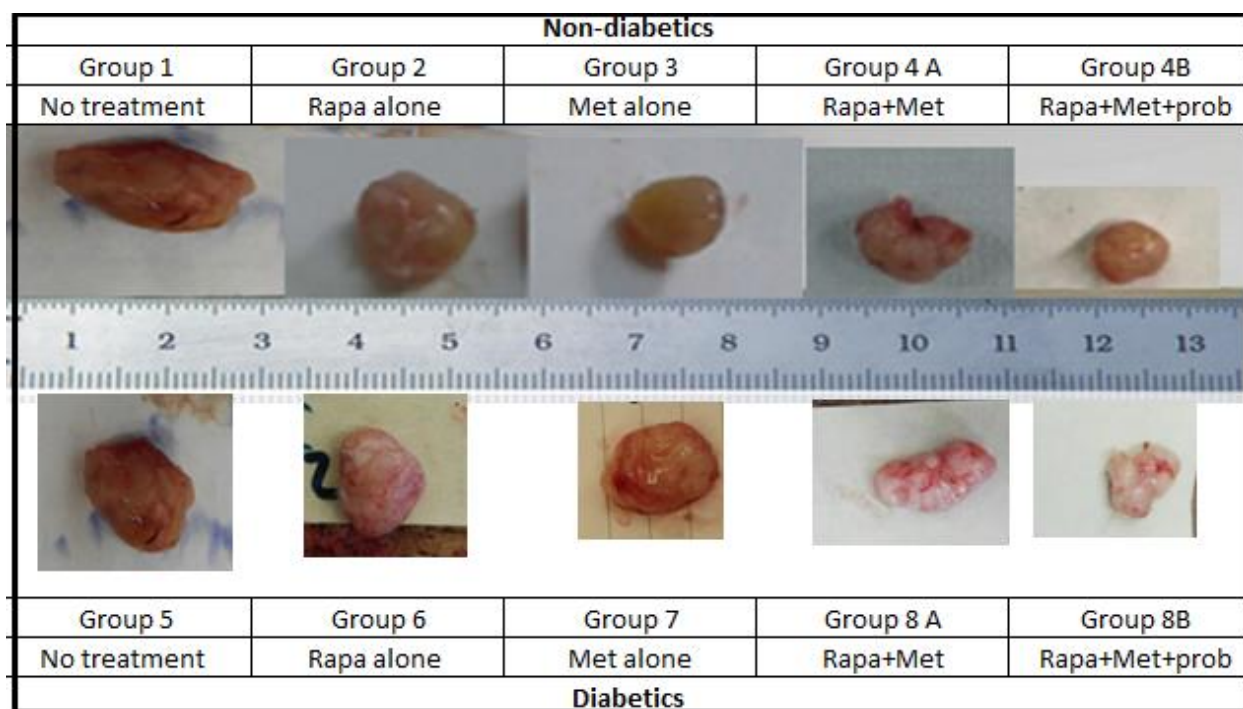 Non-diabetics
Group 1 Group 2 Group 3 Group 4 A Group 4B
No treatment Rapa alone Met alone Rapa+Met Rapa+Met+prob
1 2 3 4 5 6 7 8 9 10 11 12 13
2
Group 5 Group 6 Group 7 Group 8 A Group 8B
No treatment Rapa alone Met alone Rapa+Met Rapa+Met+prob
Diabetics